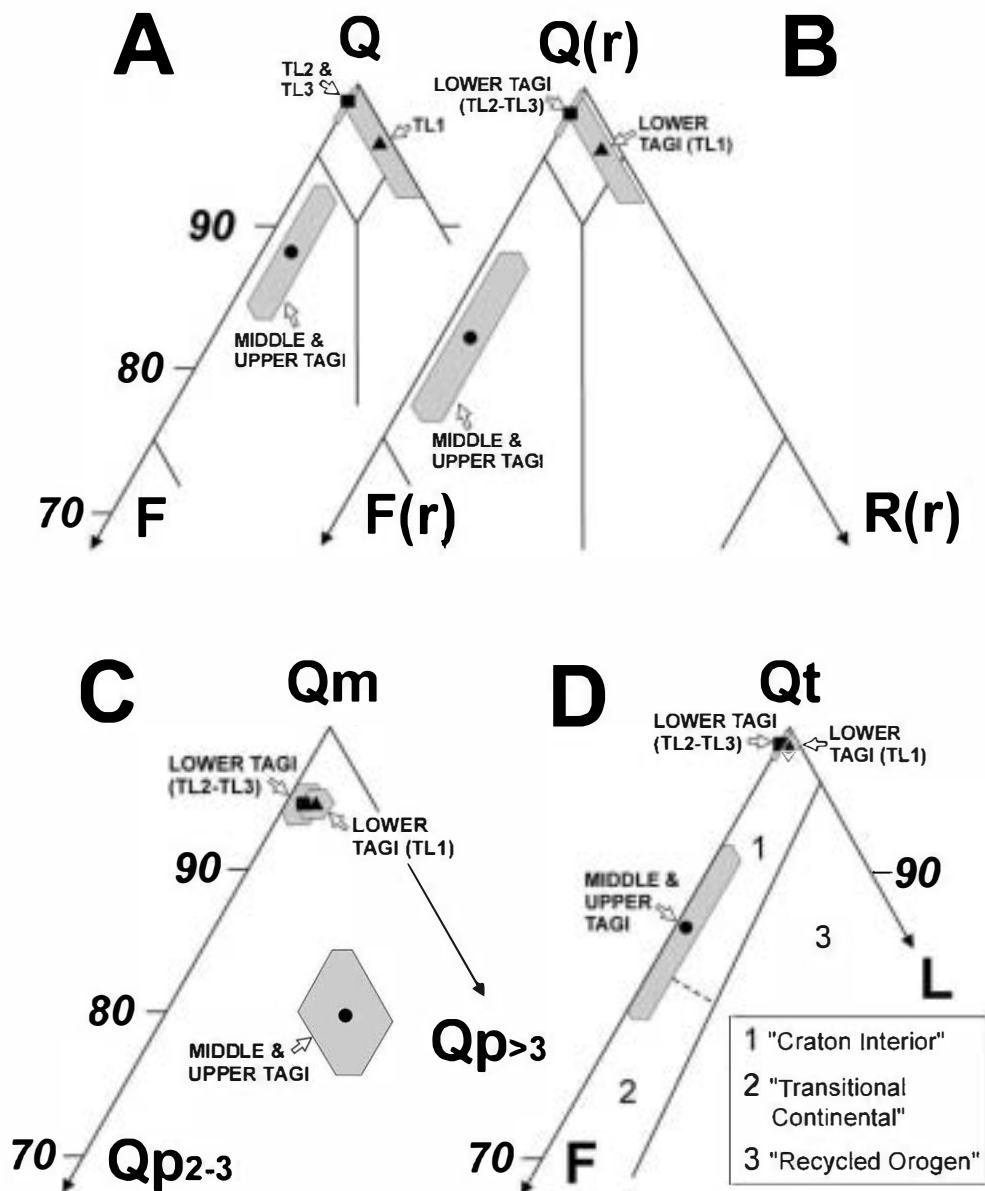 A
Q
TL2 &
TL3
TL1
90
80
70
MIDDLE &
UPPER TAGI
F
B
Q(r)
LOWER TAGI
(TL2-TL3)
LOWER
TAGI (TL1)
MIDDLE &
UPPER TAGI
F(r)
R(r)
C
Qm
LOWER TAGI
(TL2-TL3)
LOWER
TAGI (TL1)
90
80
70
MIDDLE &
UPPER TAGI
Qp>3
Qp2-3
D
Qt
LOWER TAGI
(TL2-TL3)
LOWER
TAGI (TL1)
1
90
MIDDLE &
UPPER
TAGI
3
L
2
70
F
1 "Craton Interior"
2 "Transitional
Continental"
3 "Recycled Orogen"